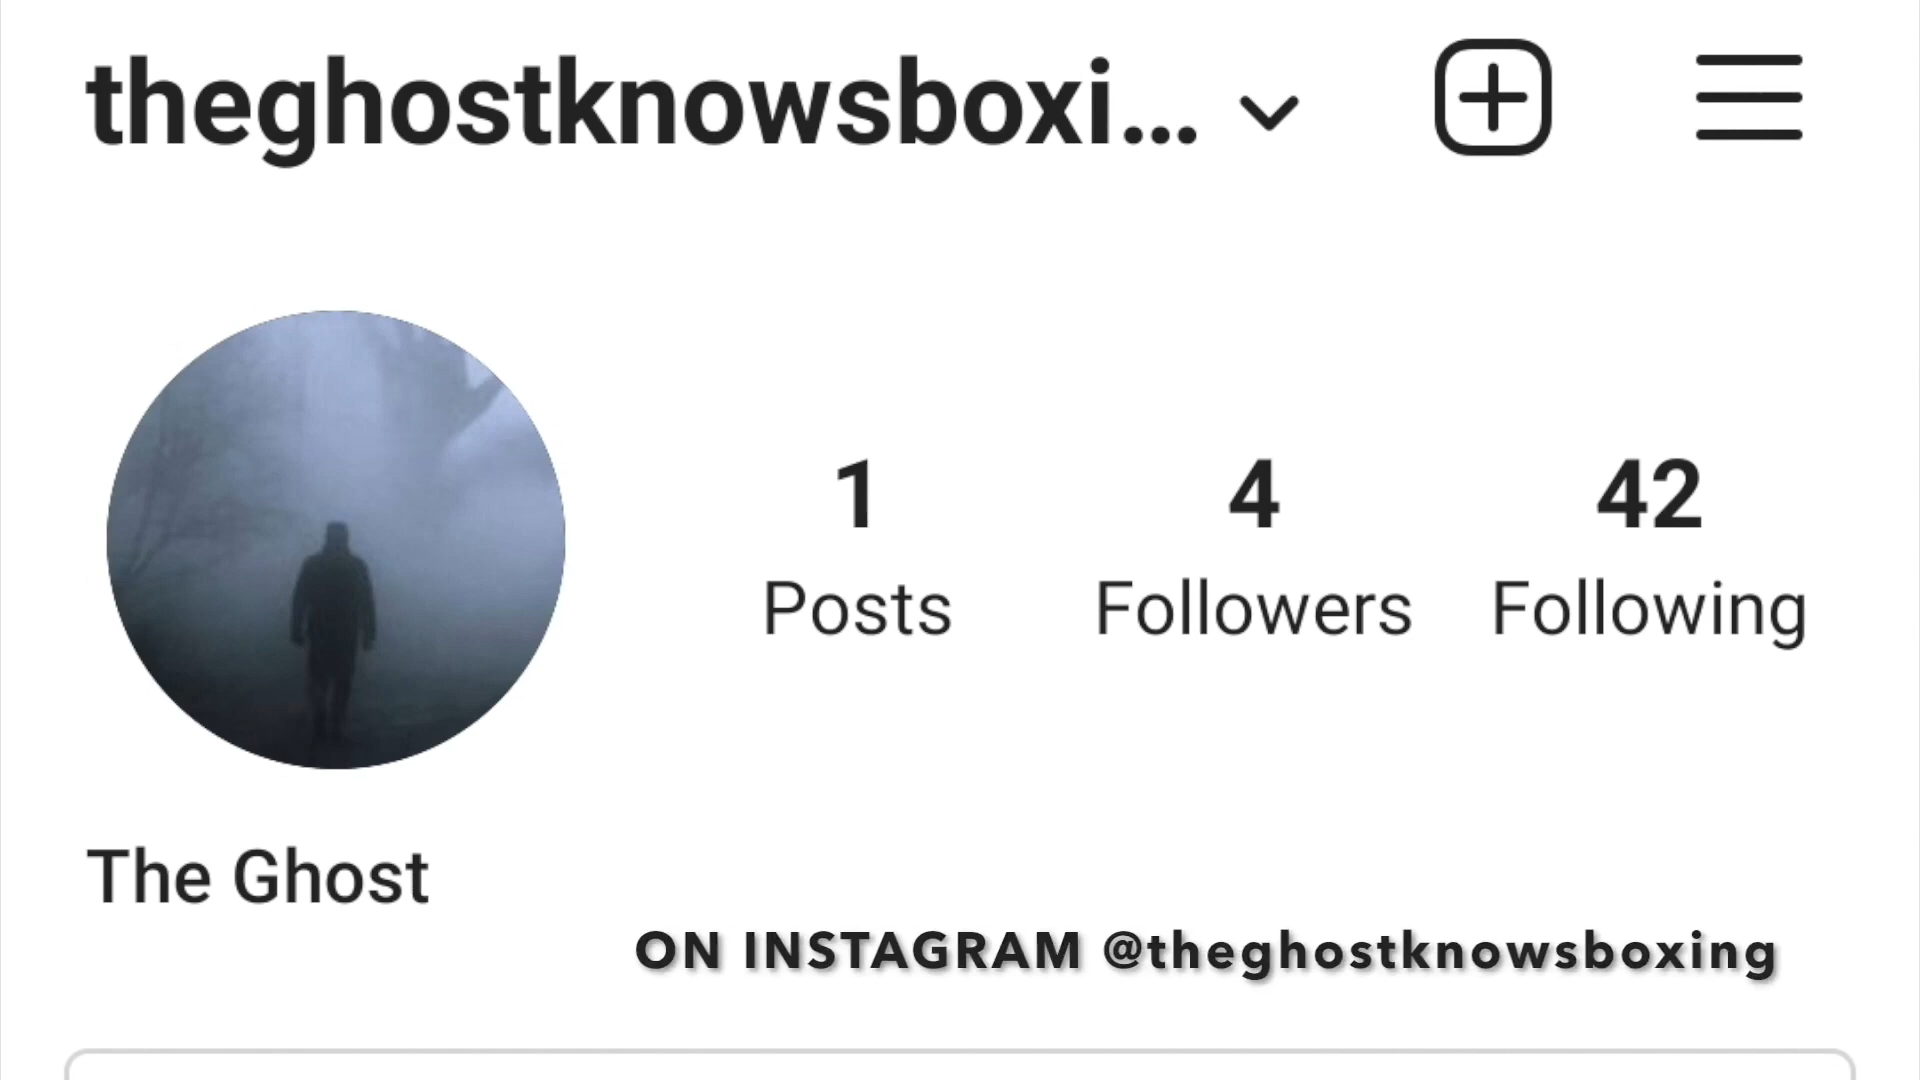 theghostknowsboxi...
1 4 42
Posts Followers Following
The Ghost
ON INSTAGRAM @theghostknowsboxing